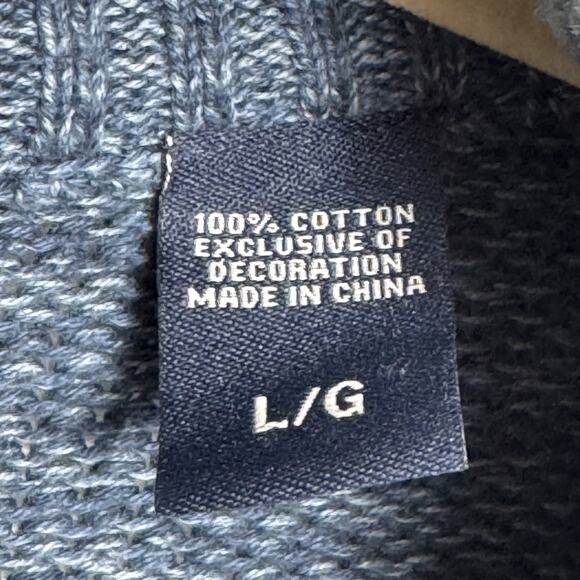 100% COTTON
EXCLUSIVE OF
DECORATION
MADE IN CHINA
L/G